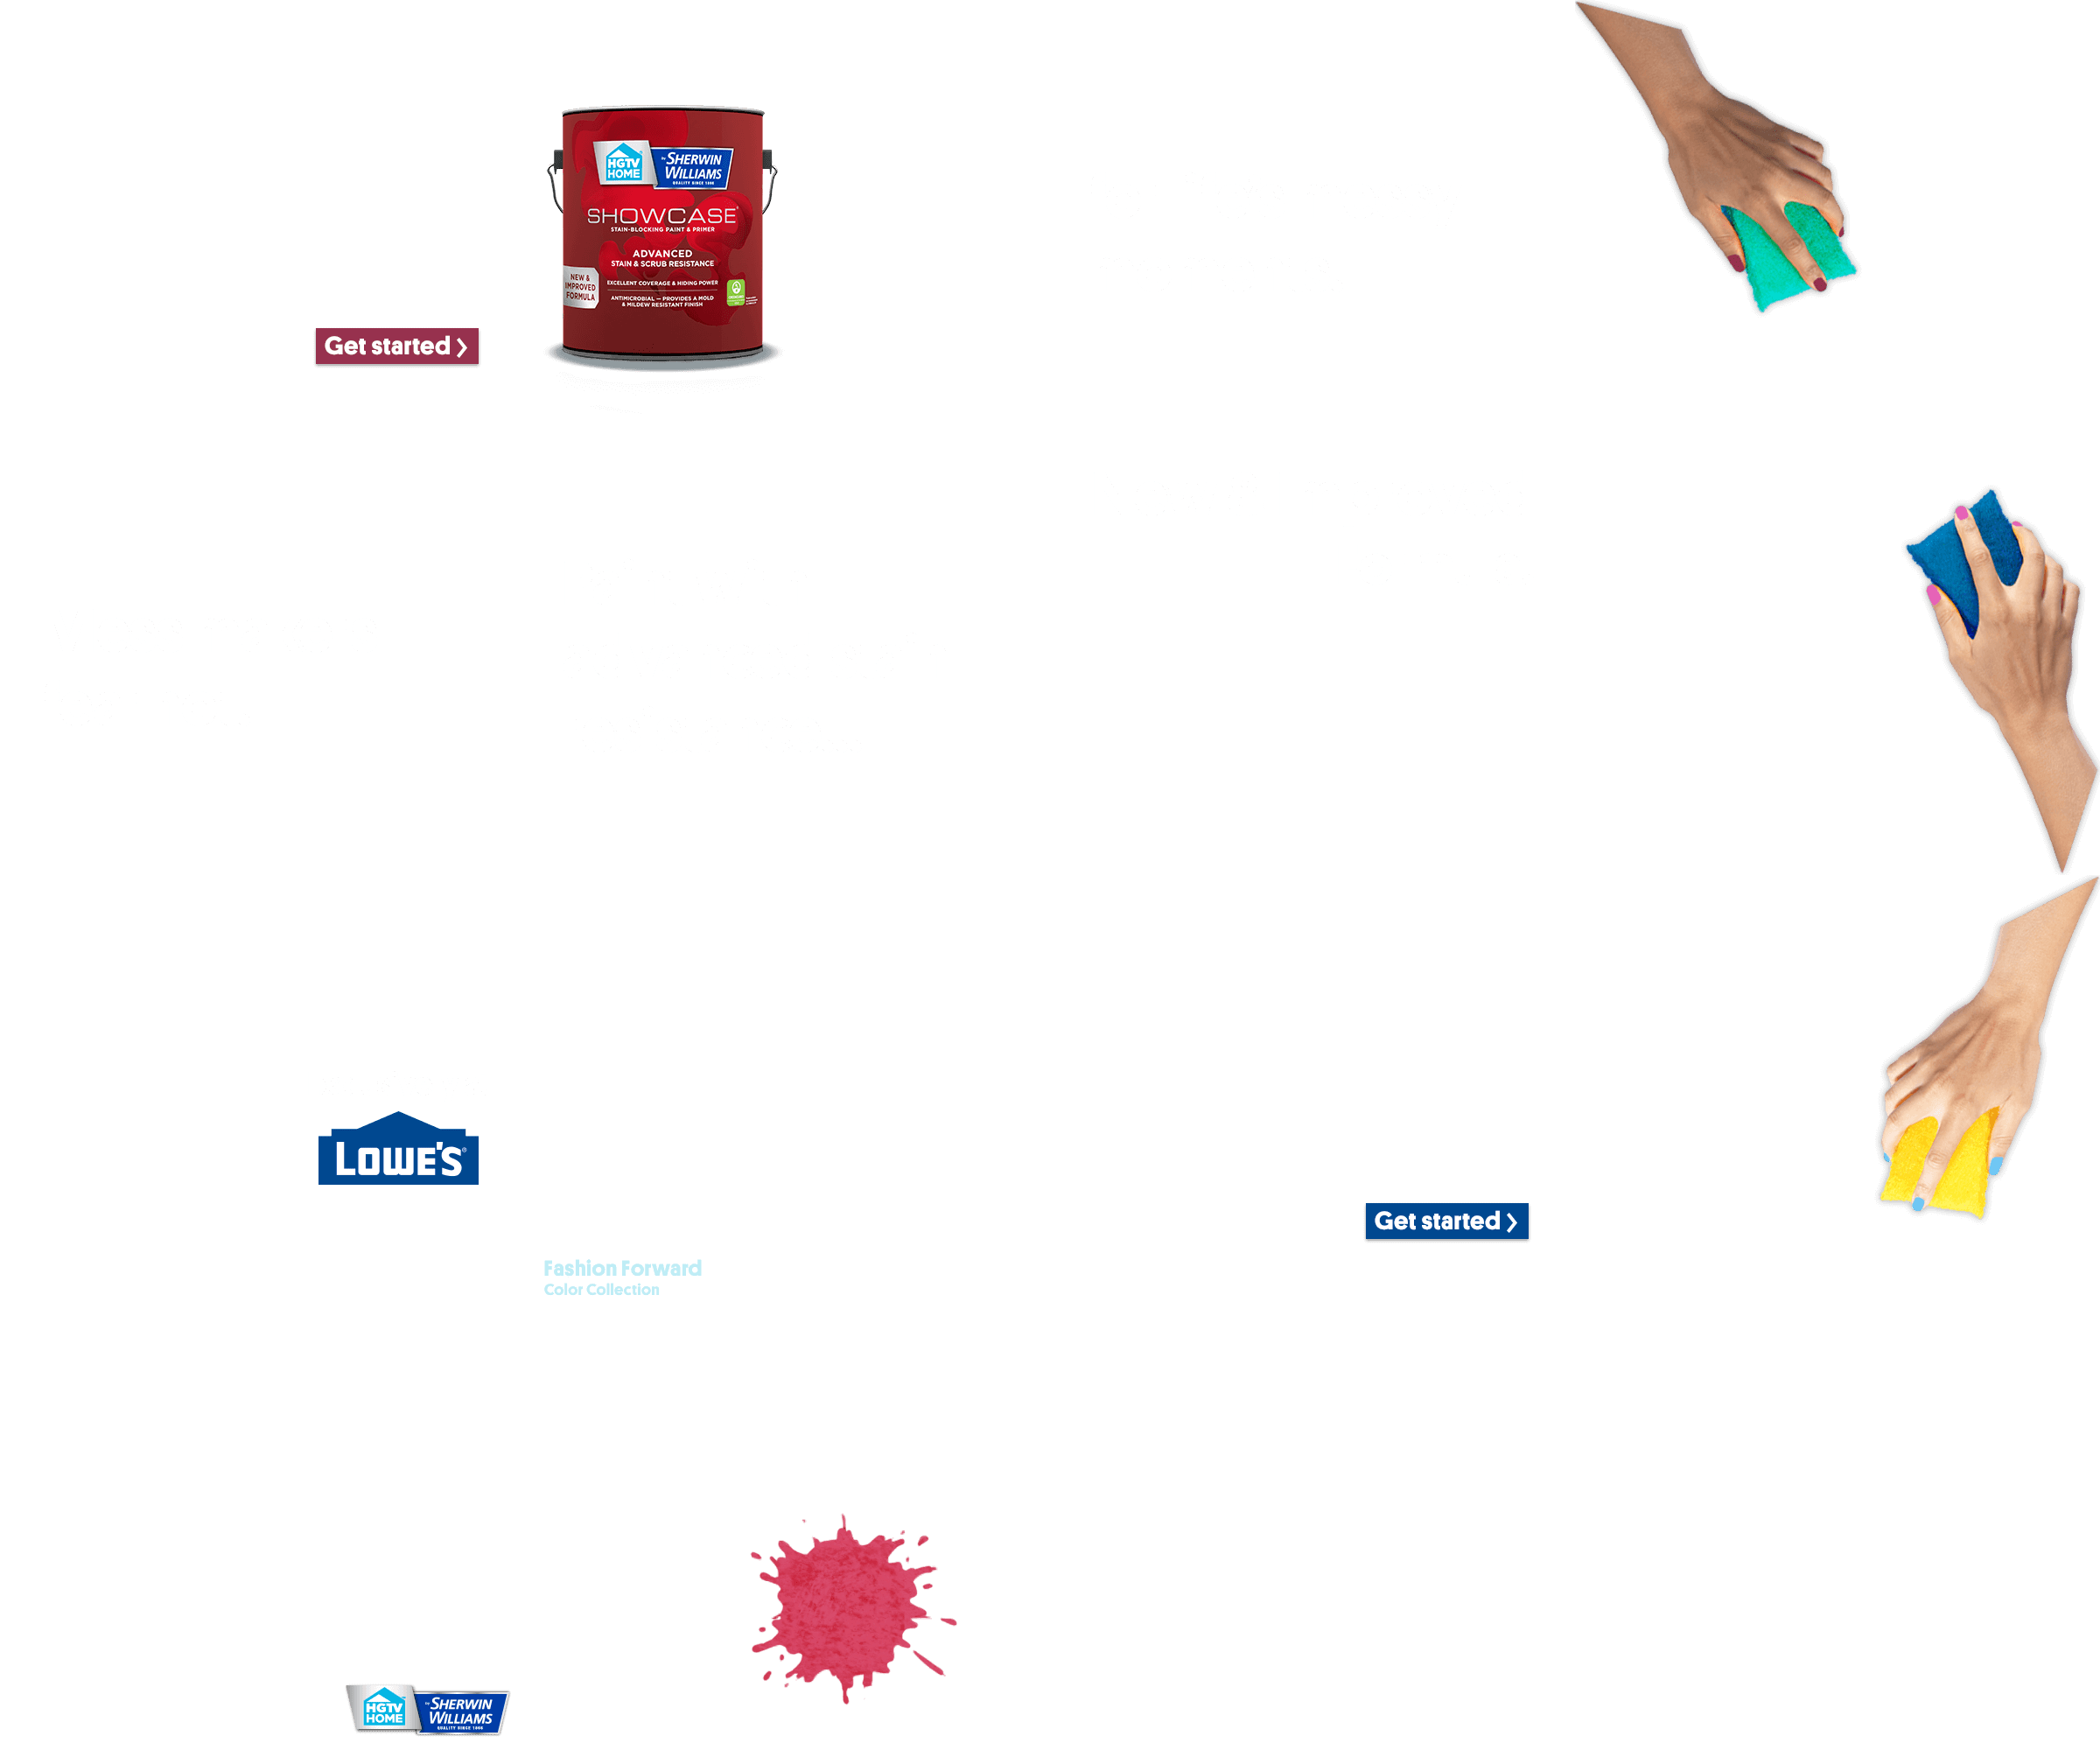 HGTV
HOME
by SHERWIN
WILLIAMS
QUALITY SINCE 1866
SHOWCASE®
STAIN-BLOCKING PAINT & PRIMER
ADVANCED
STAIN & SCRUB RESISTANCE
NEW &
IMPROVED
FORMULA
EXCELLENT COVERAGE & HIDING POWER
ANTIMICROBIAL — PROVIDES A MOLD
& MILDEW RESISTANT FINISH
Get started >
LOWE'S®
Get started >
Fashion Forward
Color Collection
HGTV
HOME
by SHERWIN
WILLIAMS
QUALITY SINCE 1866